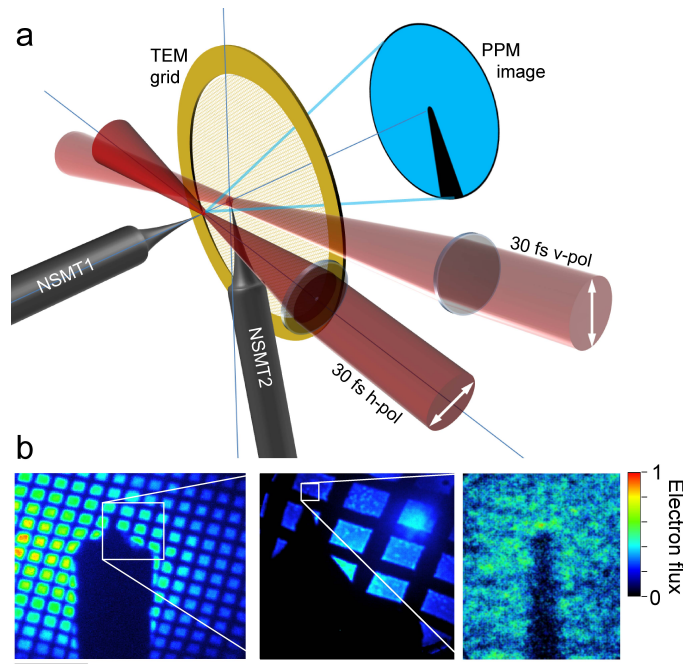 a
TEM
grid
PPM
image
NSMT1
NSMT2
30 fs v-pol
30 fs h-pol
b
1
0
Electron flux